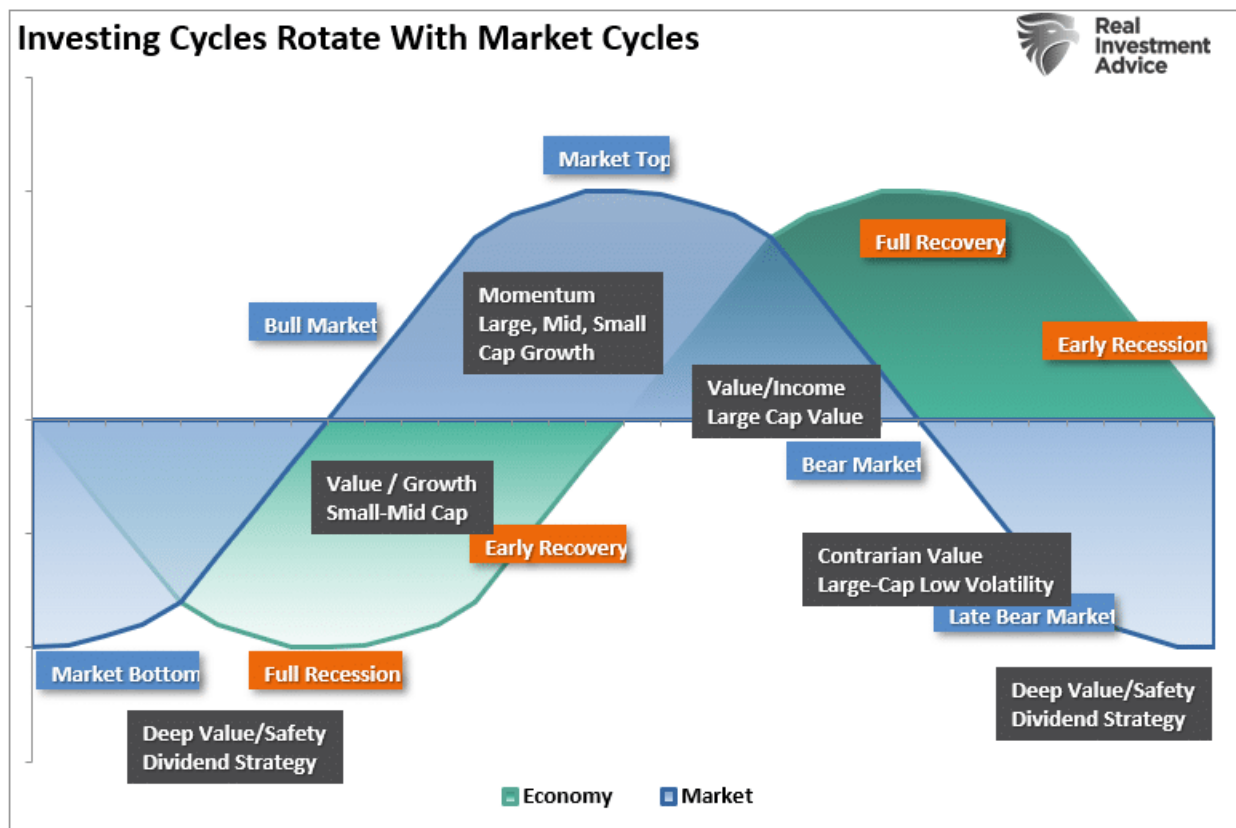 Investing Cycles Rotate With Market Cycles
Real
Investment
Advice
Market Top
Full Recovery
Momentum
Large, Mid, Small
Cap Growth
Bull Market
Early Recession
Value/Income
Large Cap Value
Bear Market
Value / Growth
Small-Mid Cap
Early Recovery
Contrarian Value
Large-Cap Low Volatility
Late Bear Market
Market Bottom
Full Recession
Deep Value/Safety
Dividend Strategy
Deep Value/Safety
Dividend Strategy
Economy
Market